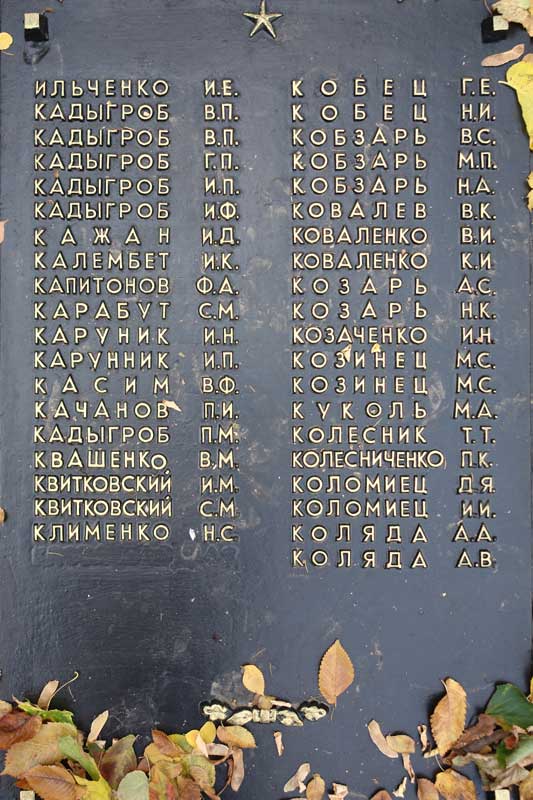 ИЛЬЧЕНКО И.Е.
КАДЫГРОБ В.П.
КАДЫГРОБ В.П.
КАДЫГРОБ Г.П.
КАДЫГРОБ И.П.
КАДЫГРОБ И.Ф.
КАЖАН И.Д.
КАЛЕМБЕТ И.К.
КАПИТОНОВ Ф.А.
КАРАБУТ С.М.
КАРУНИК И.Н.
КАРУННИК И.П.
КАСИМ В.Ф.
КАЧАНОВ П.И.
КАДЫГРОБ П.М.
КВАШЕНКО В.М.
КВИТКОВСКИЙ И.М.
КВИТКОВСКИЙ С.М.
КЛИМЕНКО Н.С.
КОБЕЦ Г.Е.
КОБЕЦ Н.И.
КОБЗАРЬ В.С.
КОБЗАРЬ М.П.
КОБЗАРЬ Н.А.
КОВАЛЕВ В.К.
КОВАЛЕНКО В.И.
КОВАЛЕНКО К.И
КОЗАРЬ А.С.
КОЗАРЬ Н.К.
КОЗАЧЕНКО И.Н.
КОЗИНЕЦ М.С.
КОЗИНЕЦ М.С.
КУКОЛЬ М.А.
КОЛЕСНИК Т.Т.
КОЛЕСНИЧЕНКО П.К.
КОЛОМИЕЦ Д.Я.
КОЛОМИЕЦ И.И.
КОЛЯДА А.А.
КОЛЯДА А.В.